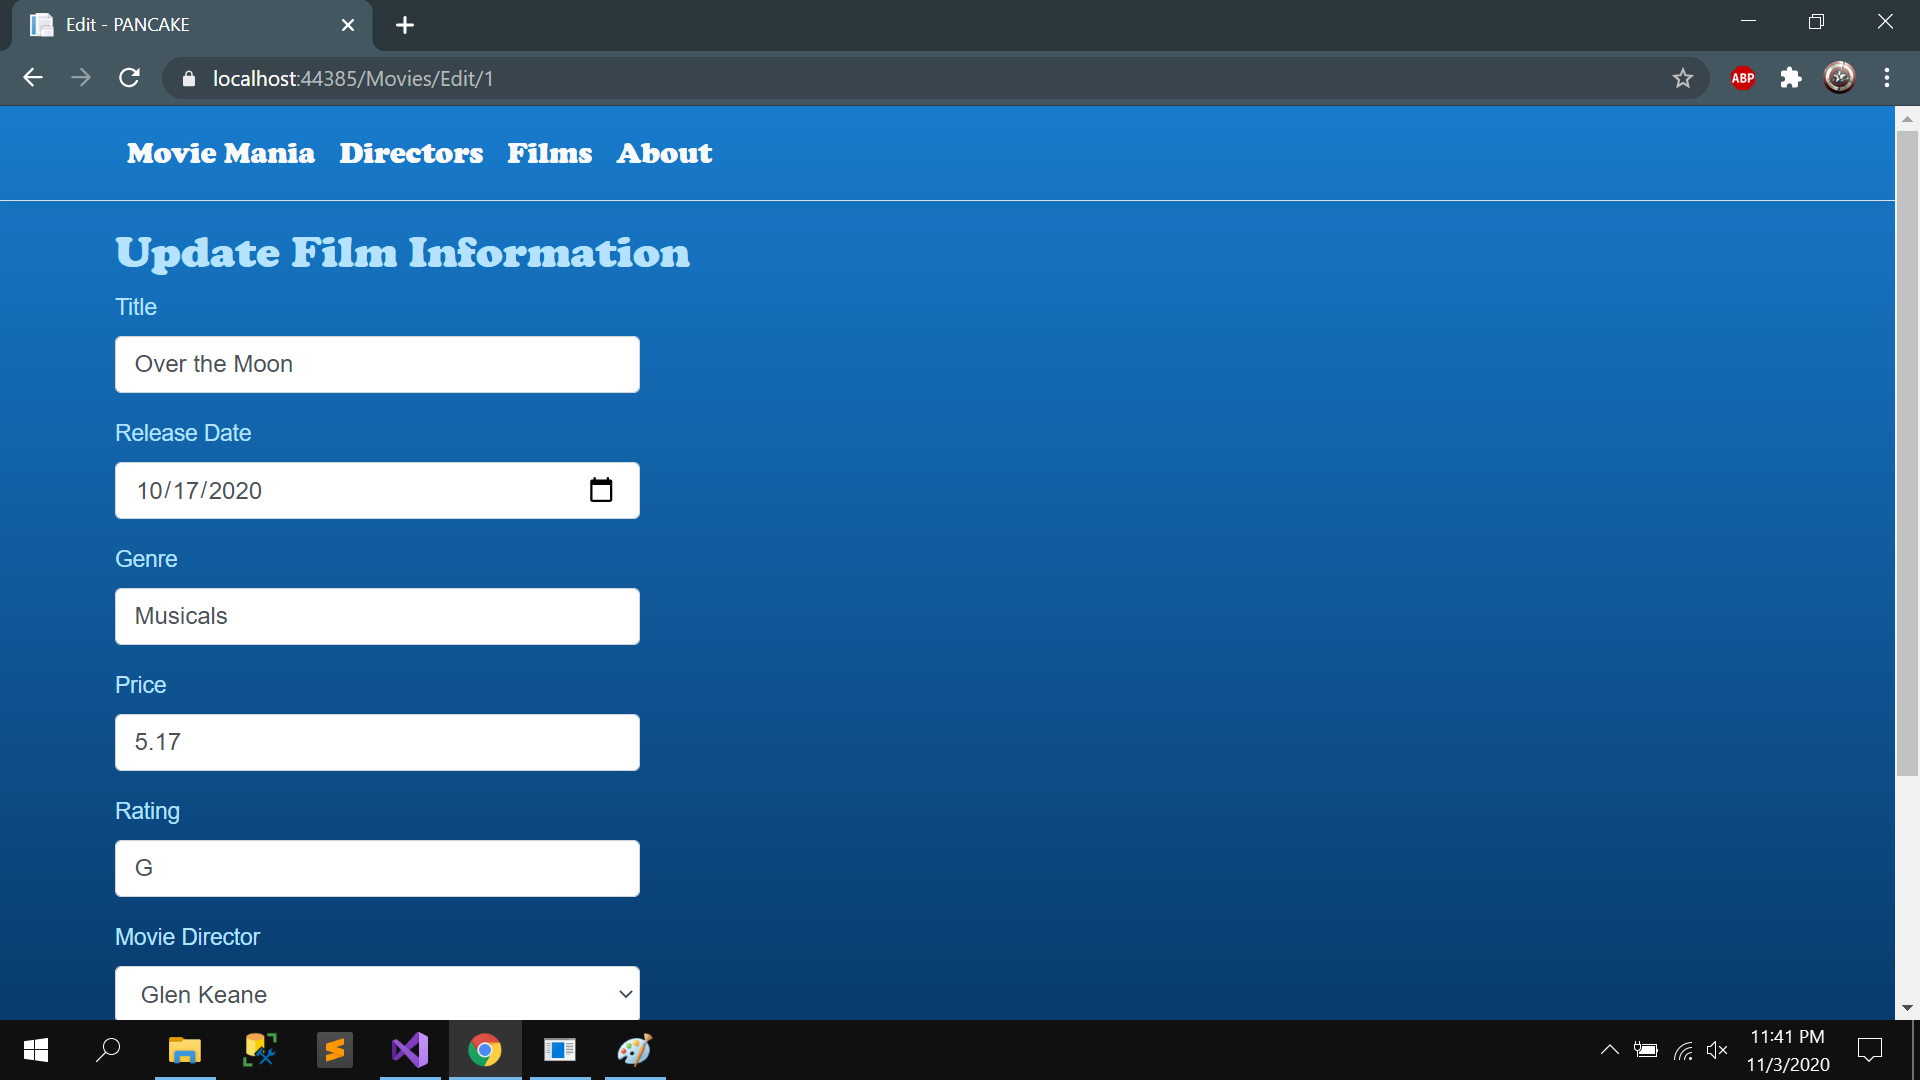 Edit - PANCAKE
localhost:44385/Movies/Edit/1
ABP
Movie Mania Directors Films About
Update Film Information
Title
Over the Moon
Release Date
10/17/2020
Genre
Musicals
Price
5.17
Rating
G
Movie Director
Glen Keane
11:41 PM
11/3/2020